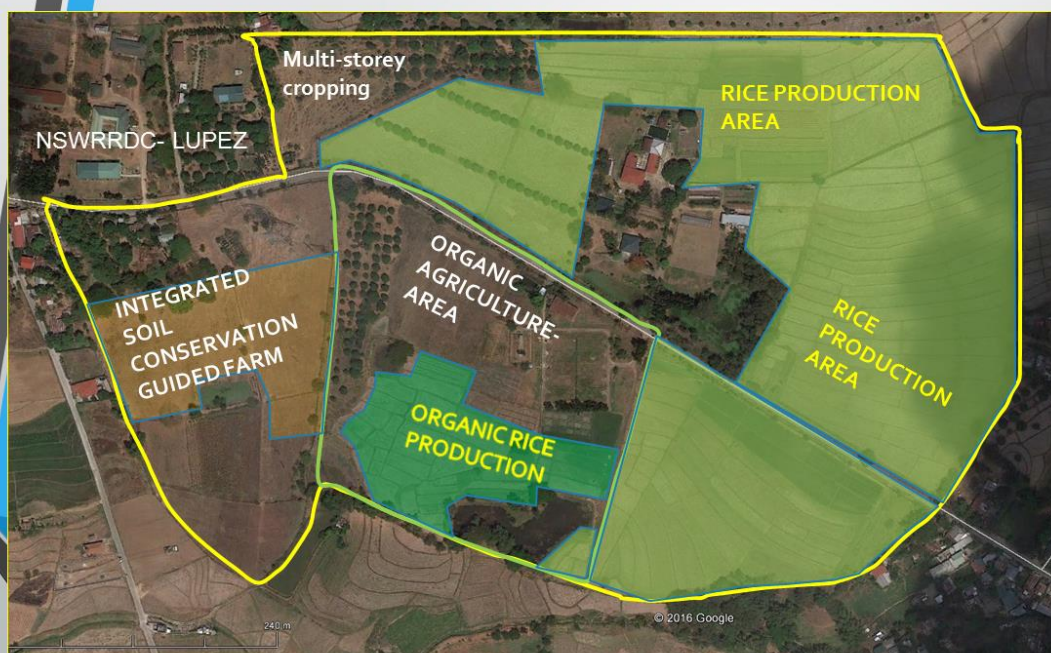 Multi-storey
cropping
RICE PRODUCTION
AREA
NSWRRDC- LUPEZ
ORGANIC
AGRICULTURE-
AREA
INTEGRATED
SOIL
CONSERVATION
GUIDED FARM
RICE
PRODUCTION
AREA
ORGANIC RICE
PRODUCTION
© 2016 Google
240 m